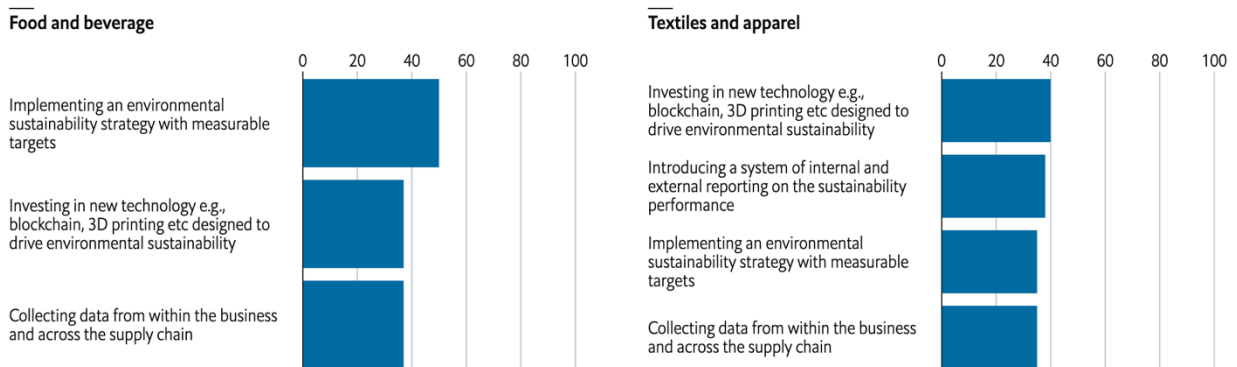 Food and beverage
0 20 40 60 80 100
Implementing an environmental
sustainability strategy with measurable
targets
Investing in new technology e.g.,
blockchain, 3D printing etc designed to
drive environmental sustainability
Collecting data from within the business
and across the supply chain
Textiles and apparel
0 20 40 60 80 100
Investing in new technology e.g.,
blockchain, 3D printing etc designed to
drive environmental sustainability
Introducing a system of internal and
external reporting on the sustainability
performance
Implementing an environmental
sustainability strategy with measurable
targets
Collecting data from within the business
and across the supply chain